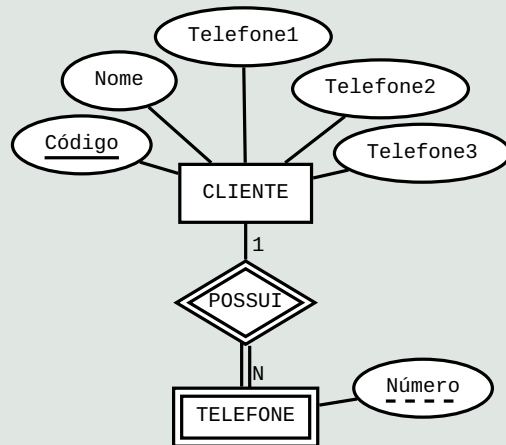 Telefone1
Nome
Telefone2
Código
Telefone3
CLIENTE
1
POSSUI
N
Número
TELEFONE